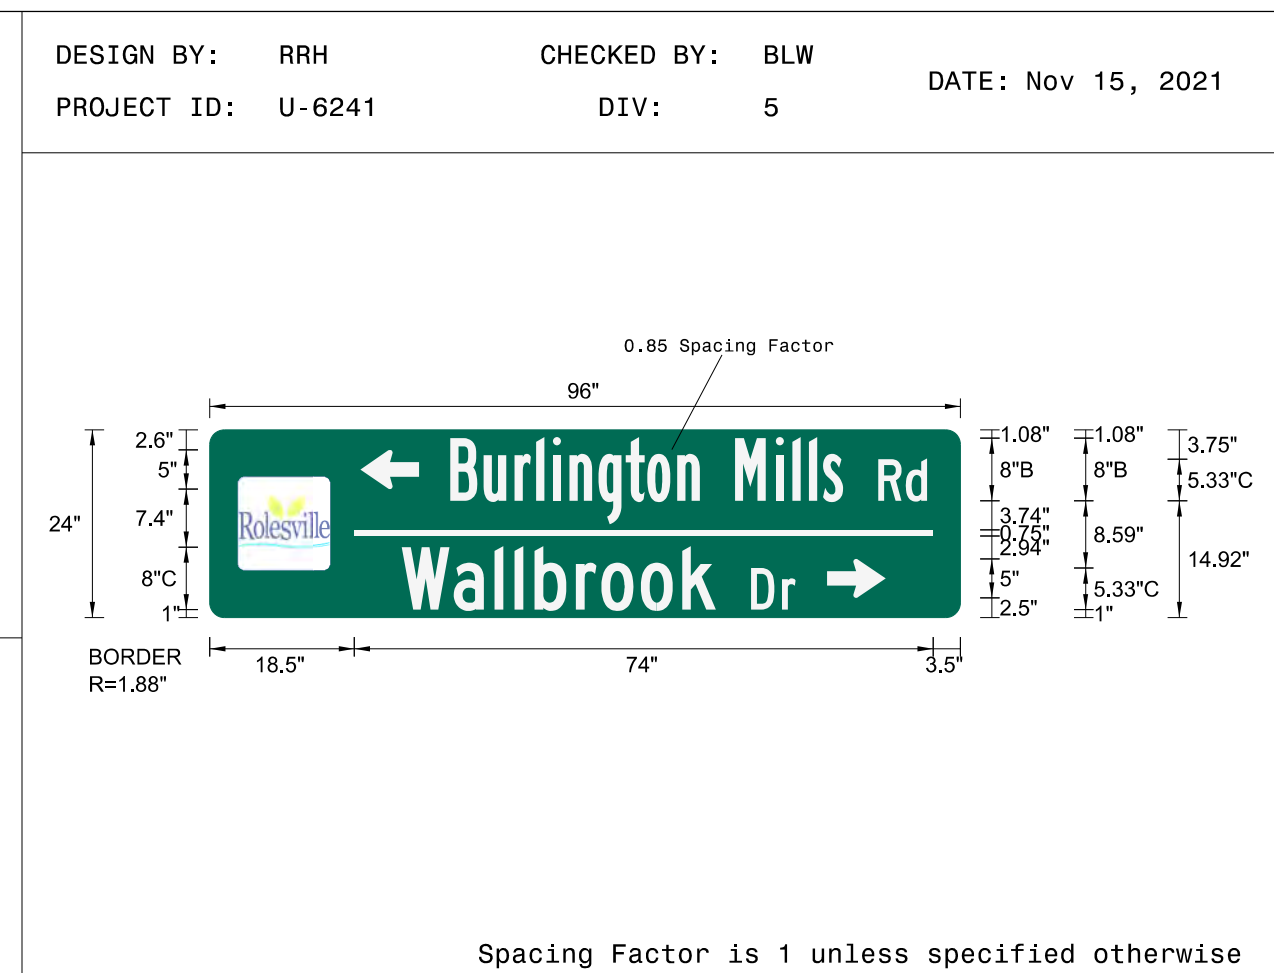 DESIGN BY: RRH CHECKED BY: BLW
DATE: Nov 15, 2021
PROJECT ID: U-6241 DIV: 5
0.85 Spacing Factor
96"
2.6"
5"
7.4"
8"C
1"
24"
Burlington Mills Rd
Rolesville
Wallbrook Dr
1.08"
8"B
3.74"
0.75"
2.94"
5"
2.5"
1.08"
8"B
8.59"
5.33"C
1"
3.75"
5.33"C
14.92"
BORDER
R=1.88"
18.5" 74" 3.5"
Spacing Factor is 1 unless specified otherwise